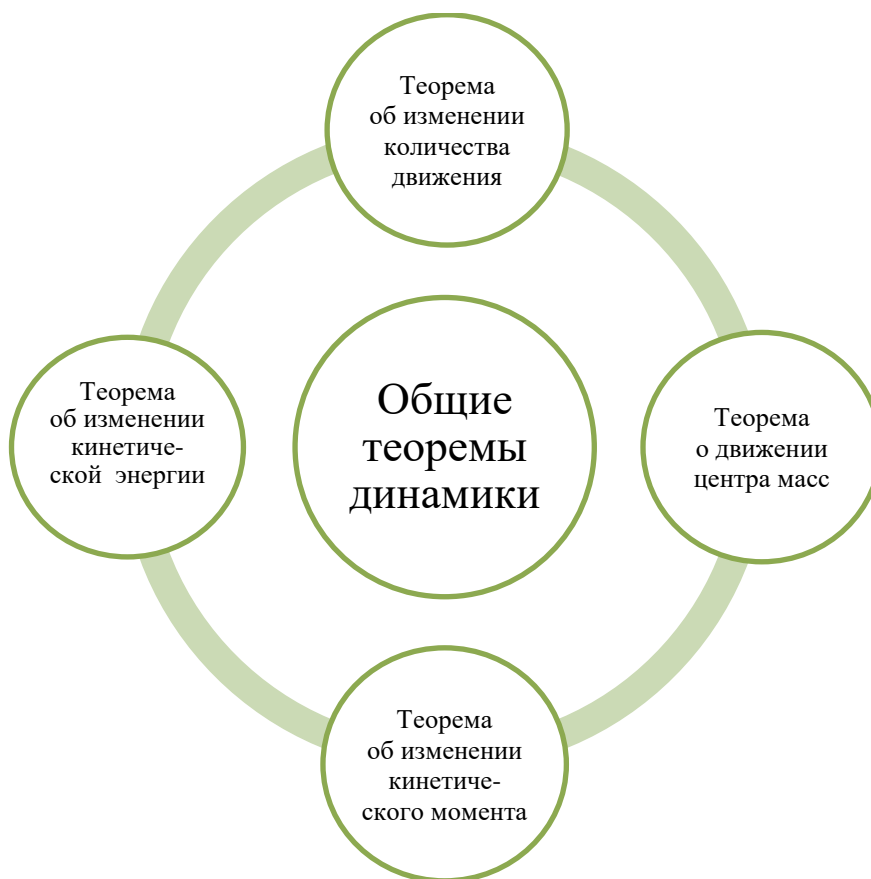 Теорема
об изменении
количества
движения
Теорема
об изменении
кинетиче-
ской энергии
Общие
теоремы
динамики
Теорема
о движении
центра масс
Теорема
об изменении
кинетиче-
ского момента